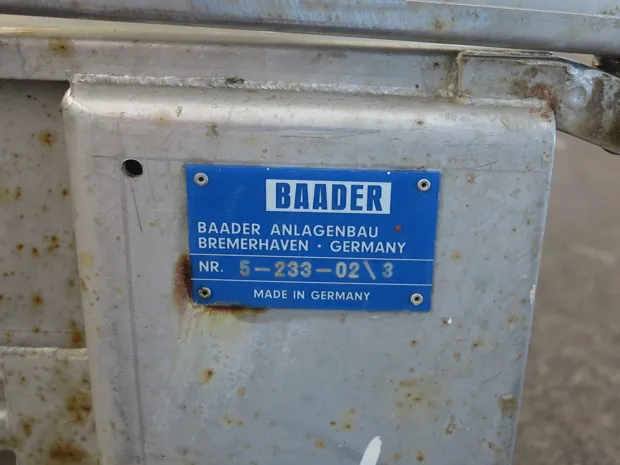 BAADER
BAADER ANLAGENBAU
BREMERHAVEN · GERMANY
NR. 5-233-02\3
MADE IN GERMANY